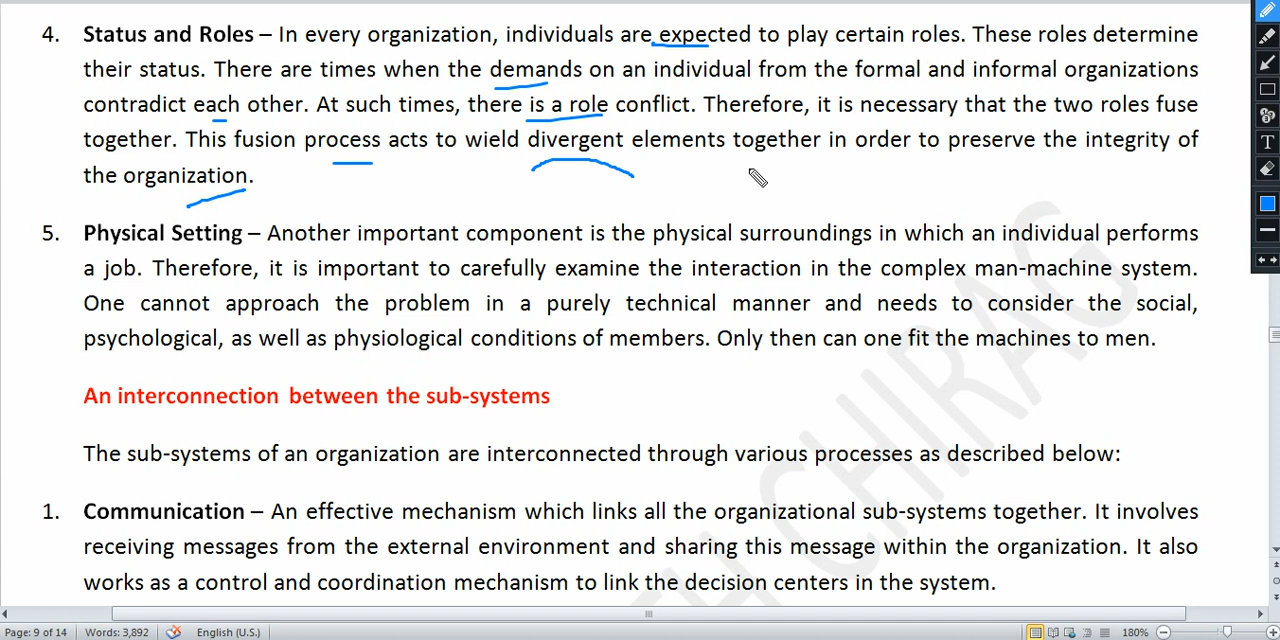 4. Status and Roles – In every organization, individuals are expected to play certain roles. These roles determine
their status. There are times when the demands on an individual from the formal and informal organizations
contradict each other. At such times, there is a role conflict. Therefore, it is necessary that the two roles fuse
together. This fusion process acts to wield divergent elements together in order to preserve the integrity of
the organization.
5. Physical Setting – Another important component is the physical surroundings in which an individual performs
a job. Therefore, it is important to carefully examine the interaction in the complex man-machine system.
One cannot approach the problem in a purely technical manner and needs to consider the social,
psychological, as well as physiological conditions of members. Only then can one fit the machines to men.
An interconnection between the sub-systems
The sub-systems of an organization are interconnected through various processes as described below:
1. Communication – An effective mechanism which links all the organizational sub-systems together. It involves
receiving messages from the external environment and sharing this message within the organization. It also
works as a control and coordination mechanism to link the decision centers in the system.
TH CHIRAG
T
Page: 9 of 14 Words: 3,892 English (U.S.) 180%